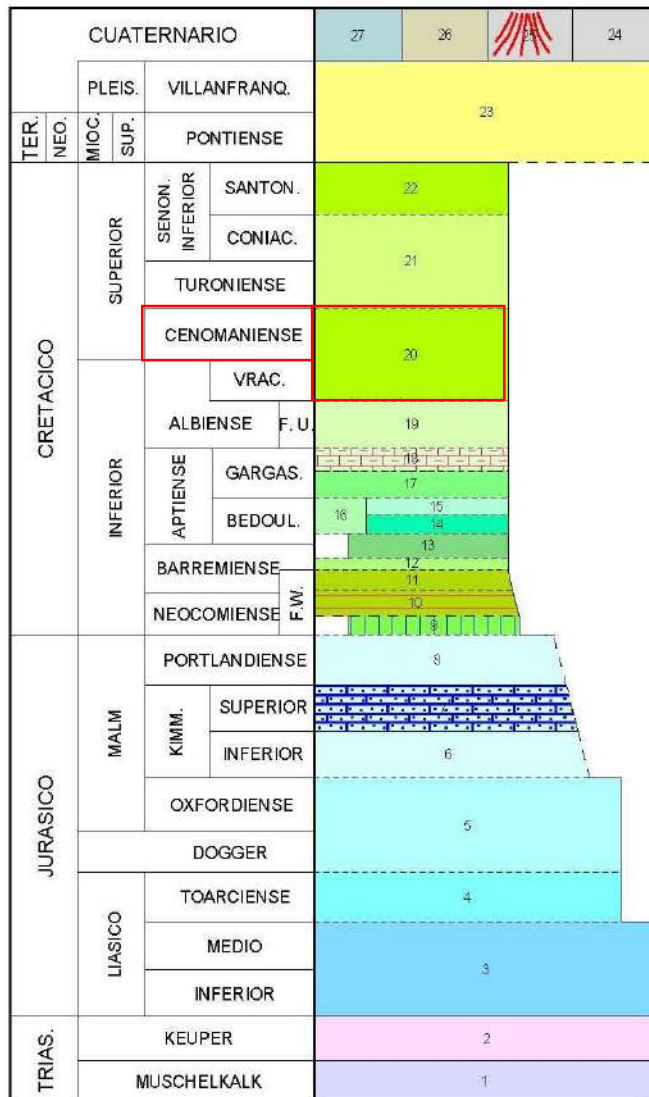 CUATERNARIO 27 26 25 24
PLEIS. VILLANFRANQ.
23
TER. NEO. MIOC. SUP. PONTIENSE
CRETACICO
SUPERIOR
SENON. INFERIOR
SANTON. 22
CONIAC.
21
TURONIENSE
CENOMANIENSE
20
INFERIOR
VRAC.
ALBIENSE F. U. 19
18
APTIENSE
GARGAS. 17
BEDOUL. 16 15
14
13
BARREMIENSE 12
F.W.
11
NEOCOMIENSE 10
9
JURASICO
MALM
PORTLANDIENSE 8
KIMM.
SUPERIOR 7
INFERIOR 6
OXFORDIENSE
5
DOGGER
LIASICO
TOARCIENSE 4
MEDIO
3
INFERIOR
TRIAS.
KEUPER 2
MUSCHELKALK 1